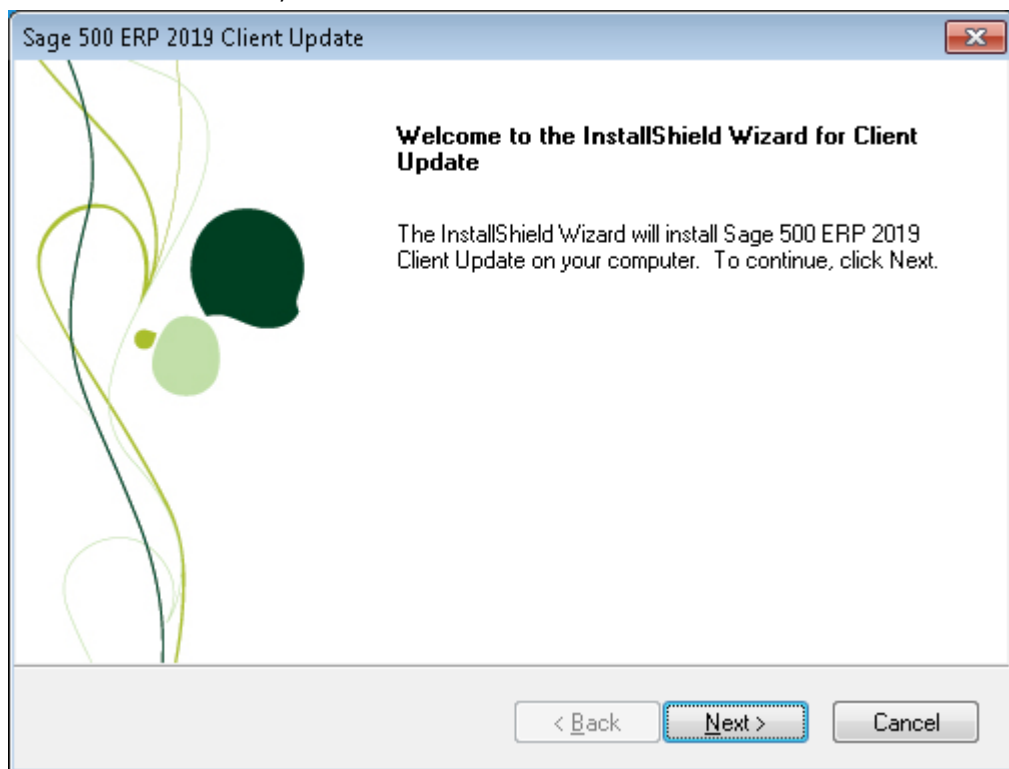 Sage 500 ERP 2019 Client Update
Welcome to the InstallShield Wizard for Client
Update
The InstallShield Wizard will install Sage 500 ERP 2019
Client Update on your computer.  To continue, click Next.
< Back
Next >
Cancel